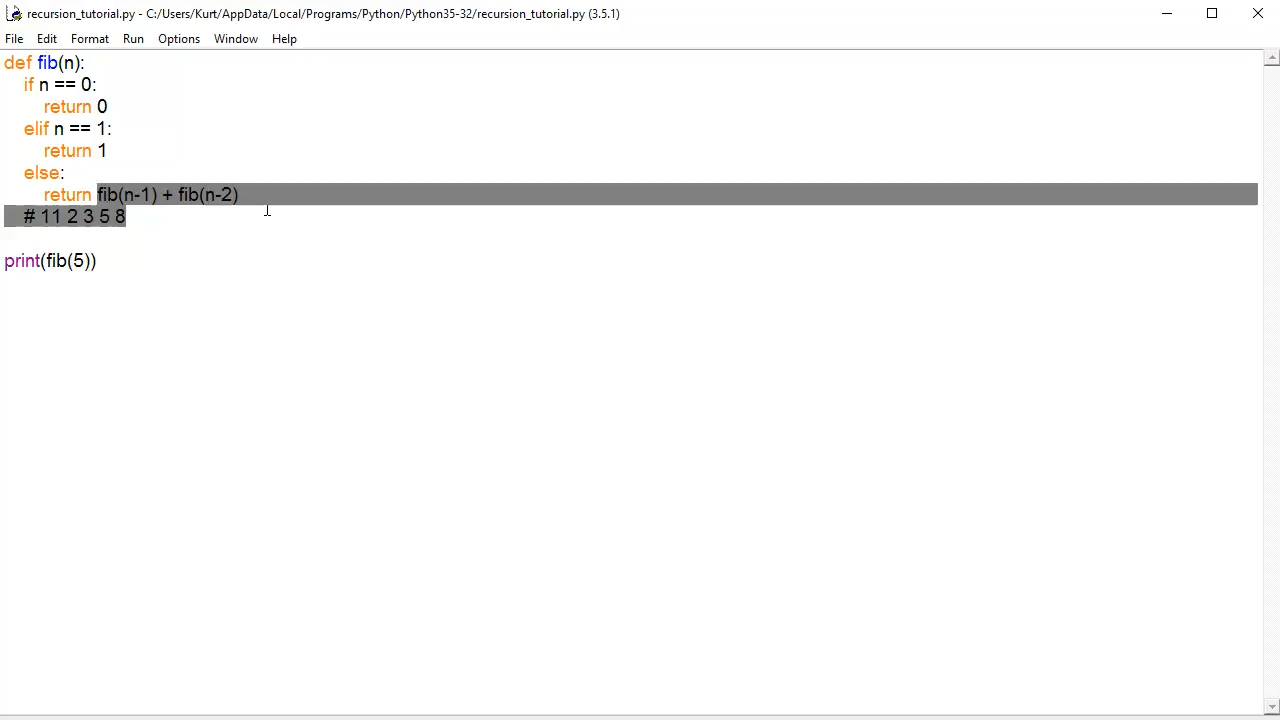 recursion_tutorial.py - C:/Users/Kurt/AppData/Local/Programs/Python/Python35-32/recursion_tutorial.py (3.5.1)
File Edit Format Run Options Window Help
def fib(n):
    if n == 0:
        return 0
    elif n == 1:
        return 1
    else:
        return fib(n-1) + fib(n-2)
    # 11 2 3 5 8
print(fib(5))